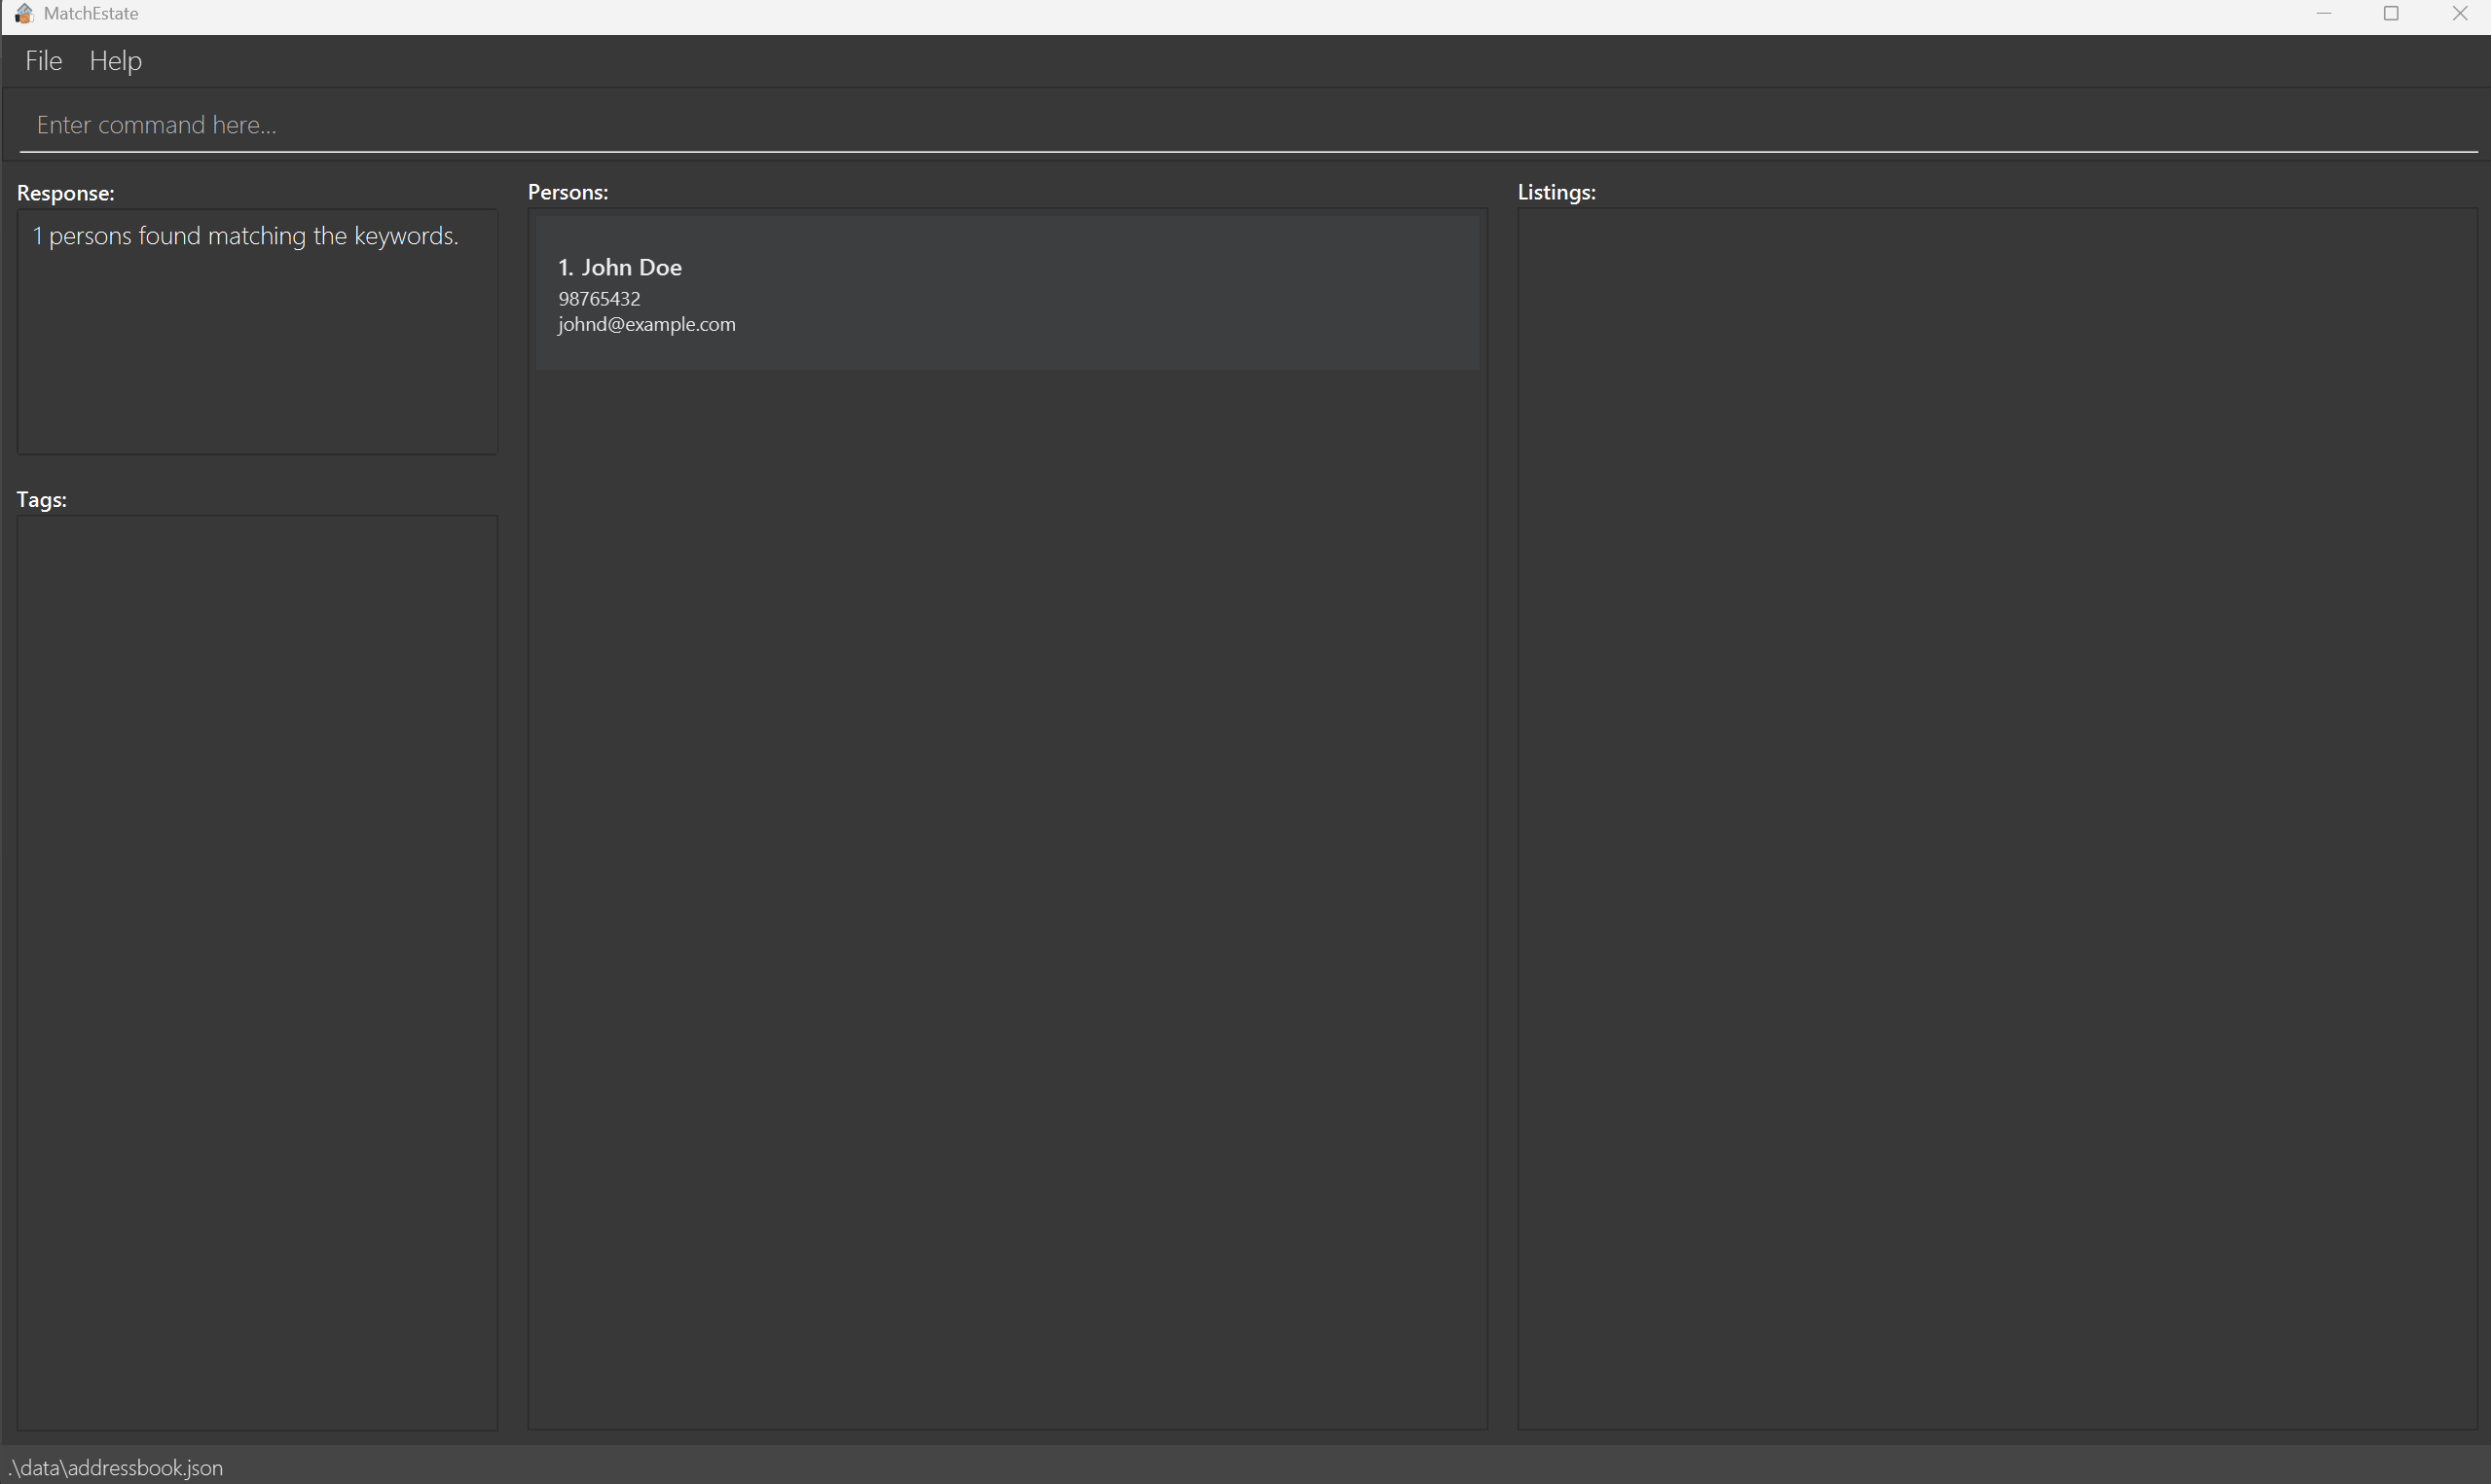 MatchEstate
File Help
Enter command here...
Response:
1 persons found matching the keywords.
Tags:
Persons:
1. John Doe
98765432
johnd@example.com
Listings:
.\data\addressbook.json